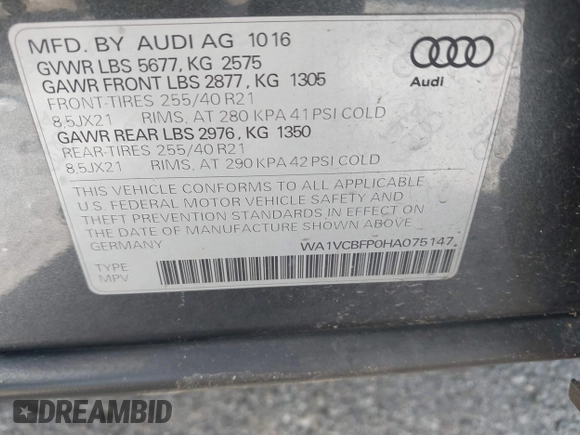 MFD. BY AUDI AG 1016
GVWR LBS 5677, KG 2575
GAWR FRONT LBS 2877, KG 1305
FRONT-TIRES 255/40 R21
8,5JX21 RIMS, AT 280 KPA 41 PSI COLD
GAWR REAR LBS 2976, KG 1350
REAR-TIRES 255/40 R21
8,5JX21 RIMS, AT 290 KPA 42 PSI COLD
Audi
THIS VEHICLE CONFORMS TO ALL APPLICABLE
U.S. FEDERAL MOTOR VEHICLE SAFETY AND
THEFT PREVENTION STANDARDS IN EFFECT ON
THE DATE OF MANUFACTURE SHOWN ABOVE.
GERMANY WA1VCBFP0HA075147
TYPE
MPV
DREAMBID